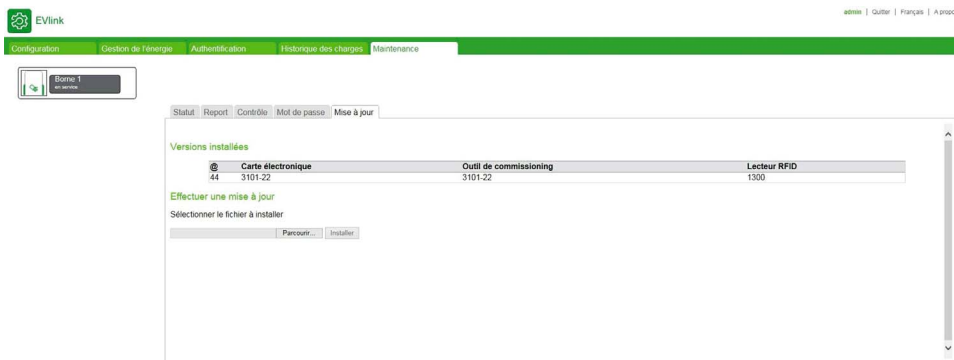 admin | Quitter | Français | A propo
EVlink
Configuration Gestion de l'énergie Authentification Historique des charges Maintenance
Borne 1
en service
Statut Report Contrôle Mot de passe Mise à jour
Versions installées
@ Carte électronique Outil de commissioning Lecteur RFID
44 3101-22 3101-22 1300
Effectuer une mise à jour
Sélectionner le fichier à installer
Parcourir... Installer